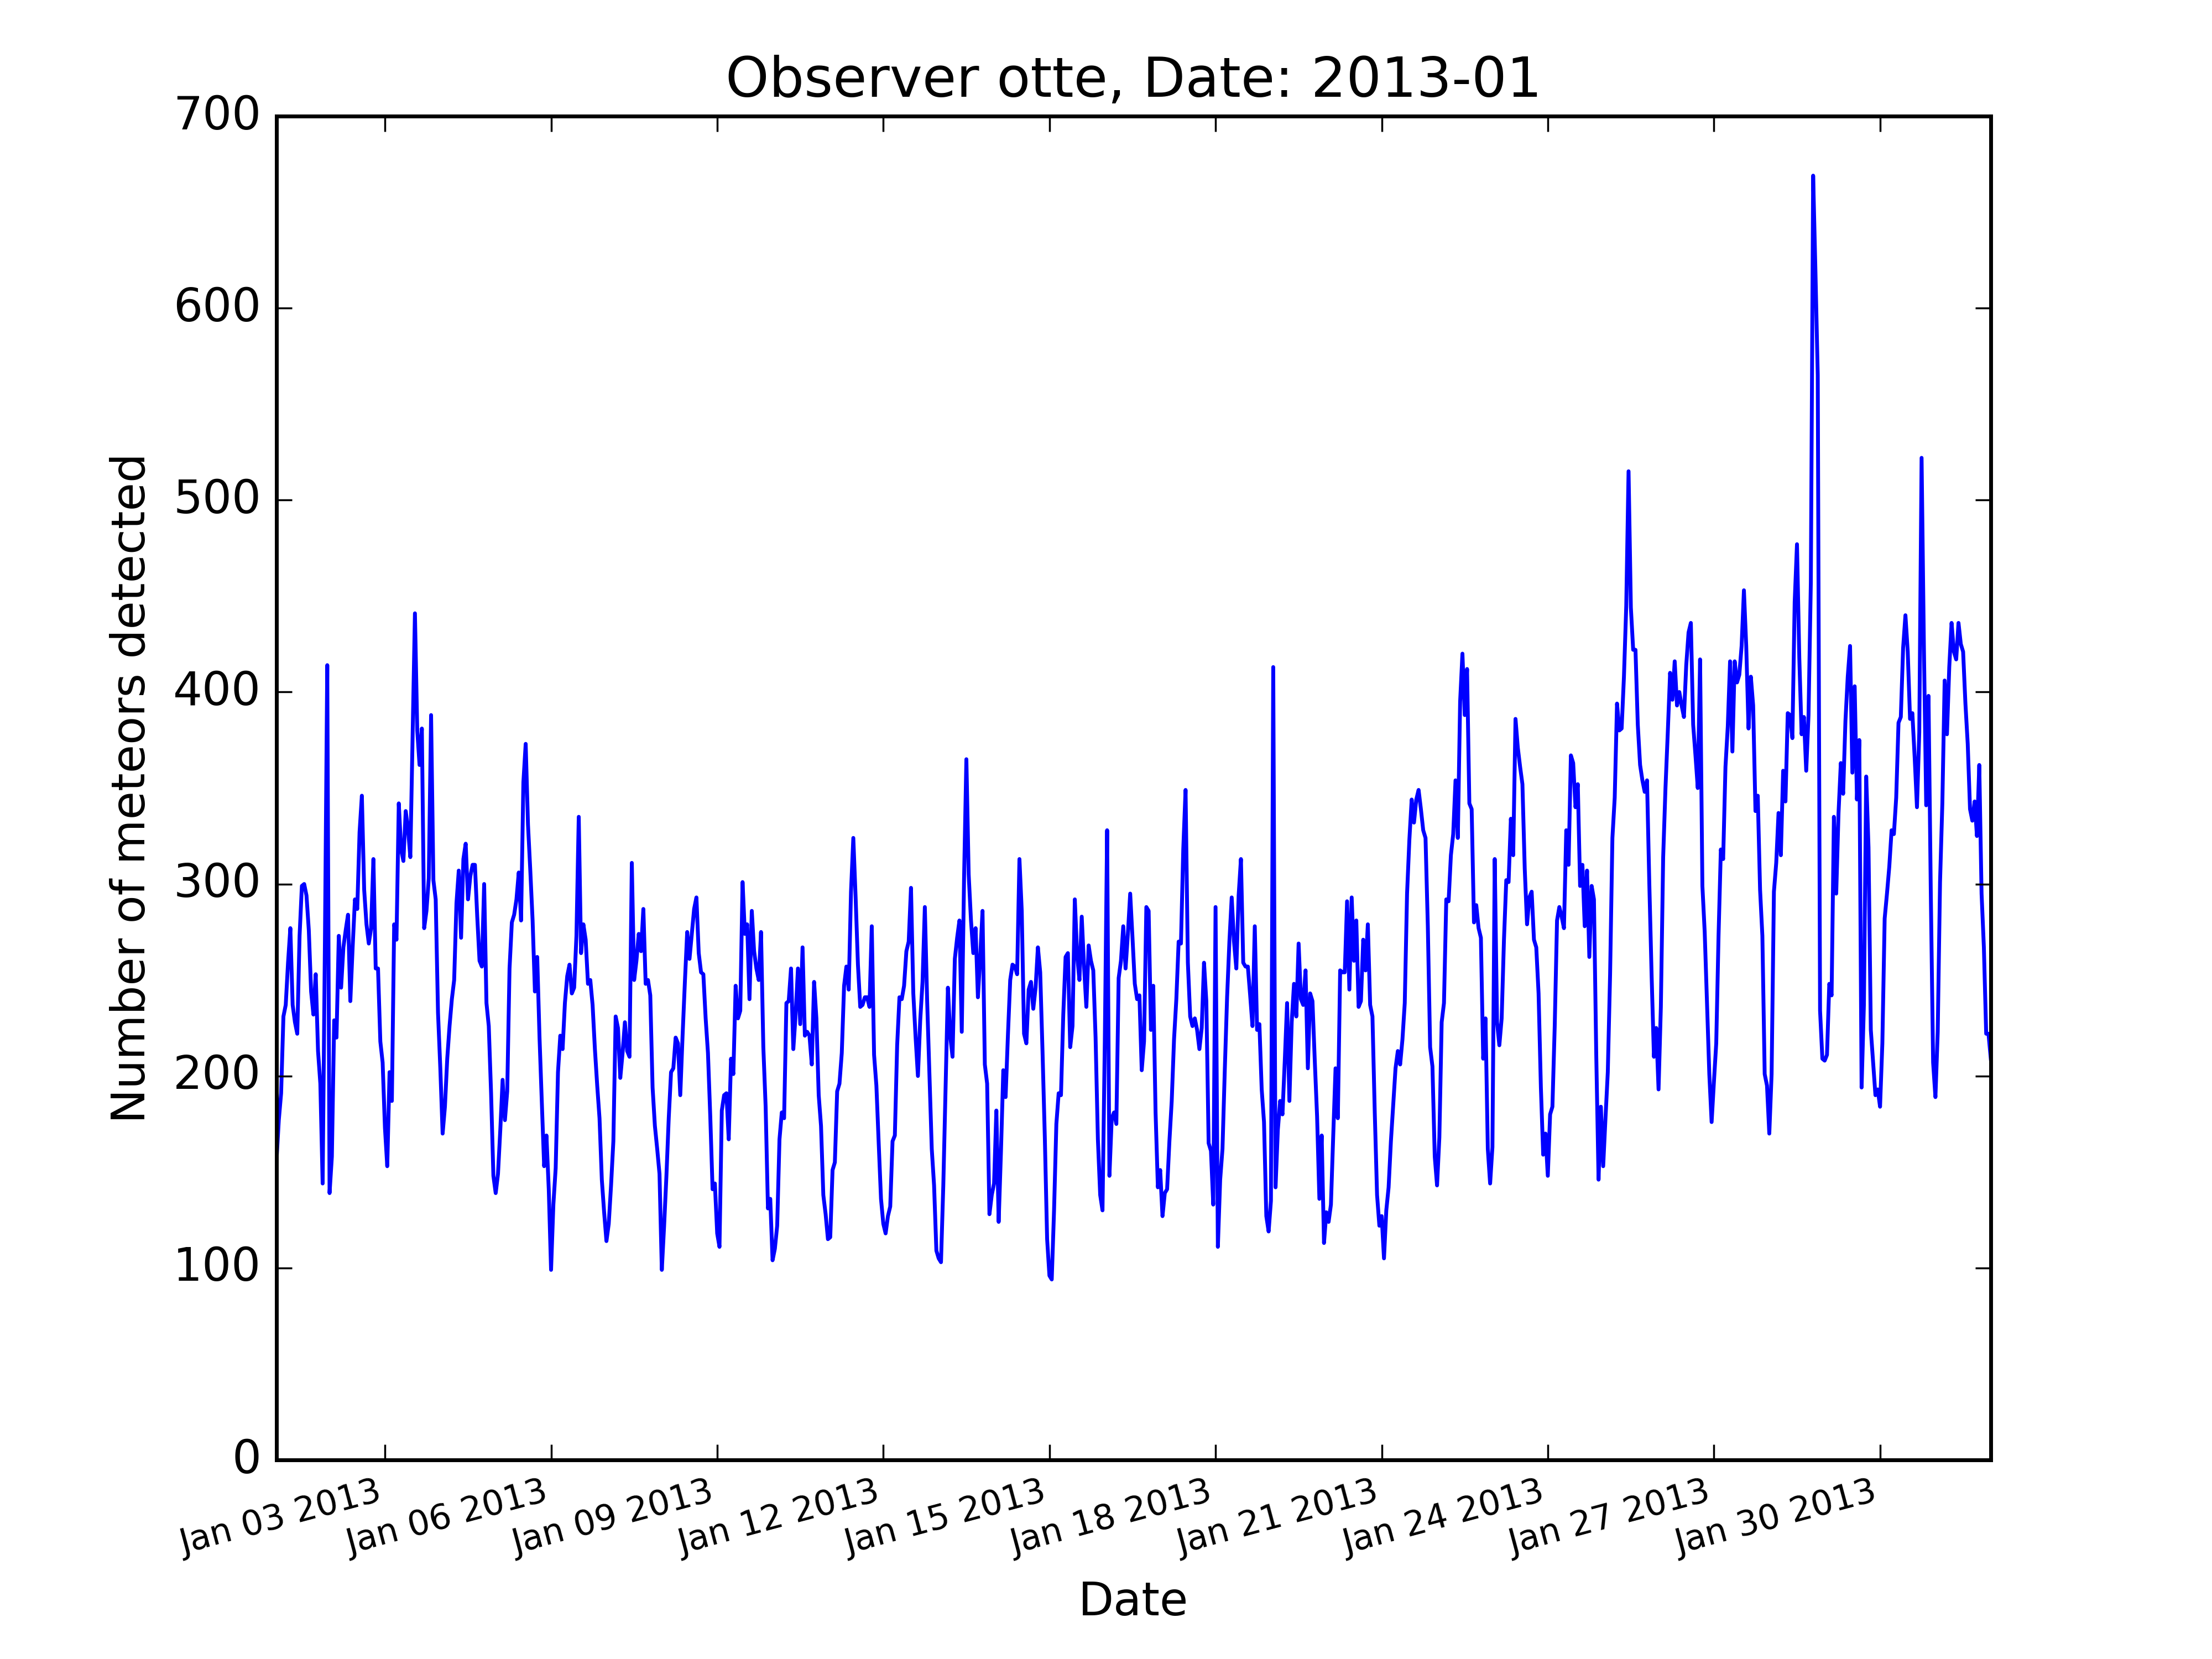 Observer otte, Date: 2013-01
700
600
500
400
300
200
100
0
Number of meteors detected
Jan 03 2013
Jan 06 2013
Jan 09 2013
Jan 12 2013
Jan 15 2013
Jan 18 2013
Jan 21 2013
Jan 24 2013
Jan 27 2013
Jan 30 2013
Date